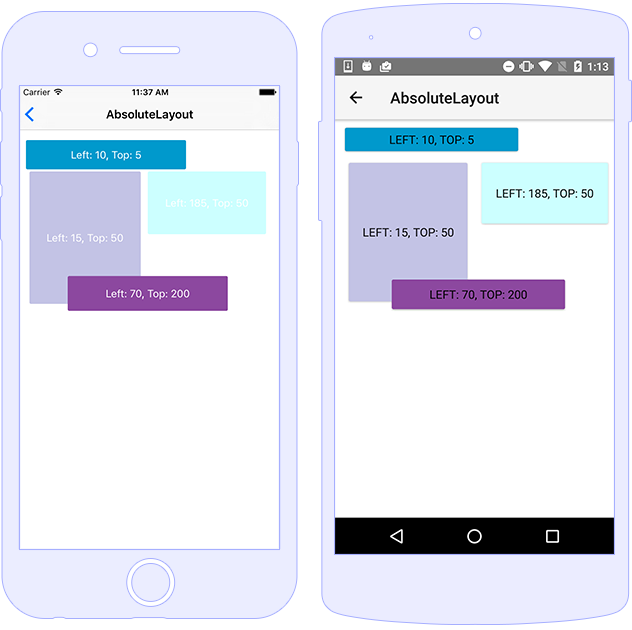 Carrier 11:37 AM
AbsoluteLayout
Left: 10, Top: 5
Left: 185, Top: 50
Left: 15, Top: 50
Left: 70, Top: 200
1:13
AbsoluteLayout
LEFT: 10, TOP: 5
LEFT: 185, TOP: 50
LEFT: 15, TOP: 50
LEFT: 70, TOP: 200